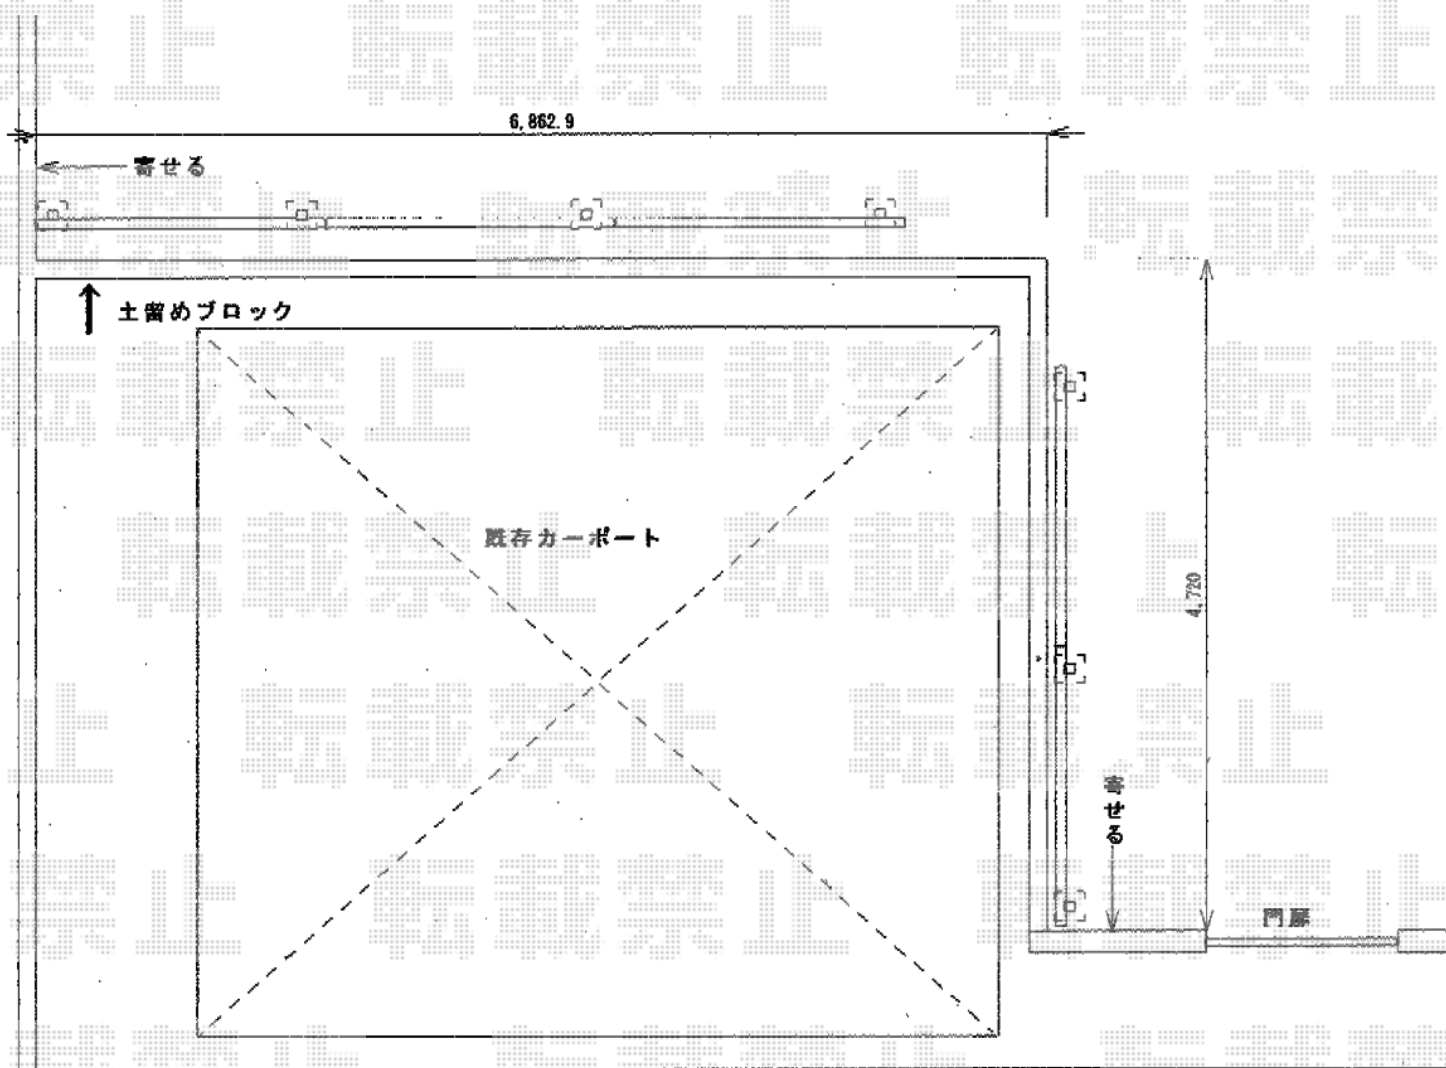 6,862.9
寄せる
土留めブロック
既存カーポート
4,720
寄せる
門扉
転載禁止